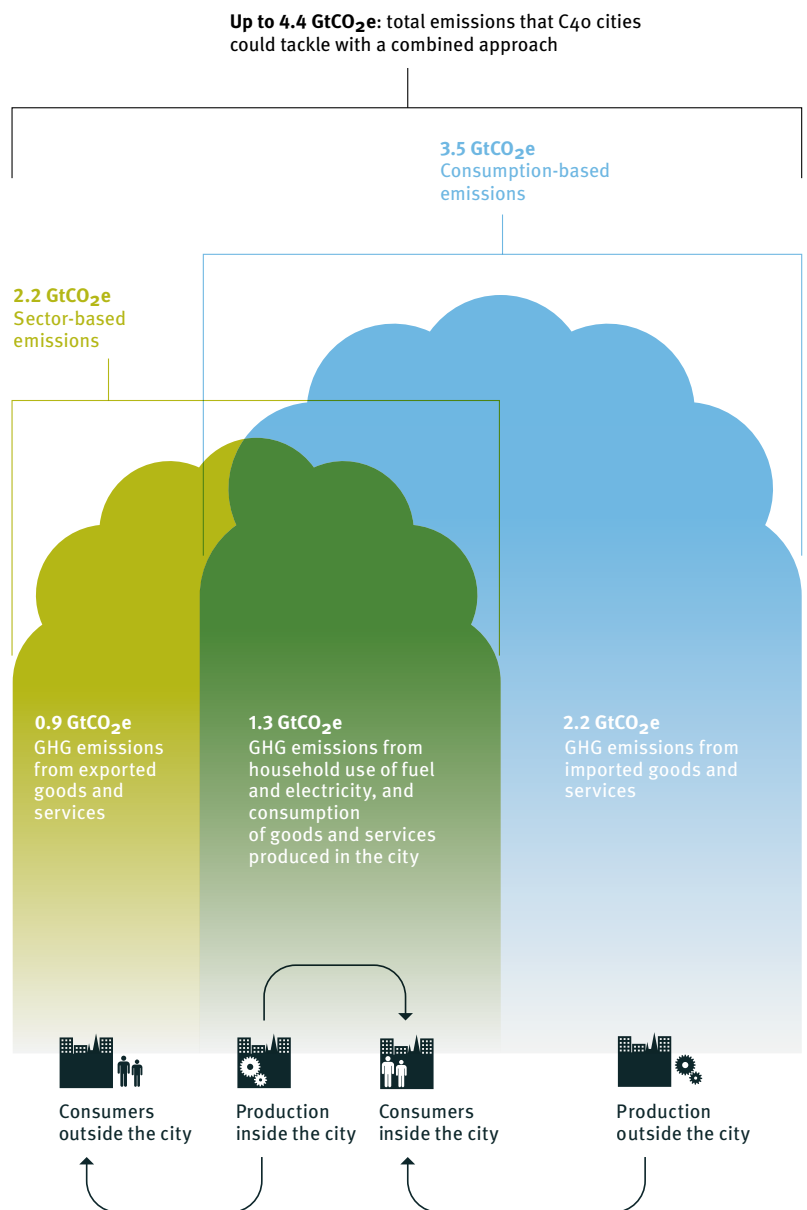 Up to 4.4 GtCO₂e: total emissions that C40 cities
could tackle with a combined approach
3.5 GtCO₂e
Consumption-based
emissions
2.2 GtCO₂e
Sector-based
emissions
0.9 GtCO₂e
GHG emissions
from exported
goods and
services
1.3 GtCO₂e
GHG emissions from
household use of fuel
and electricity, and
consumption
of goods and services
produced in the city
2.2 GtCO₂e
GHG emissions from
imported goods and
services
Consumers
outside the city
Production
inside the city
Consumers
inside the city
Production
outside the city